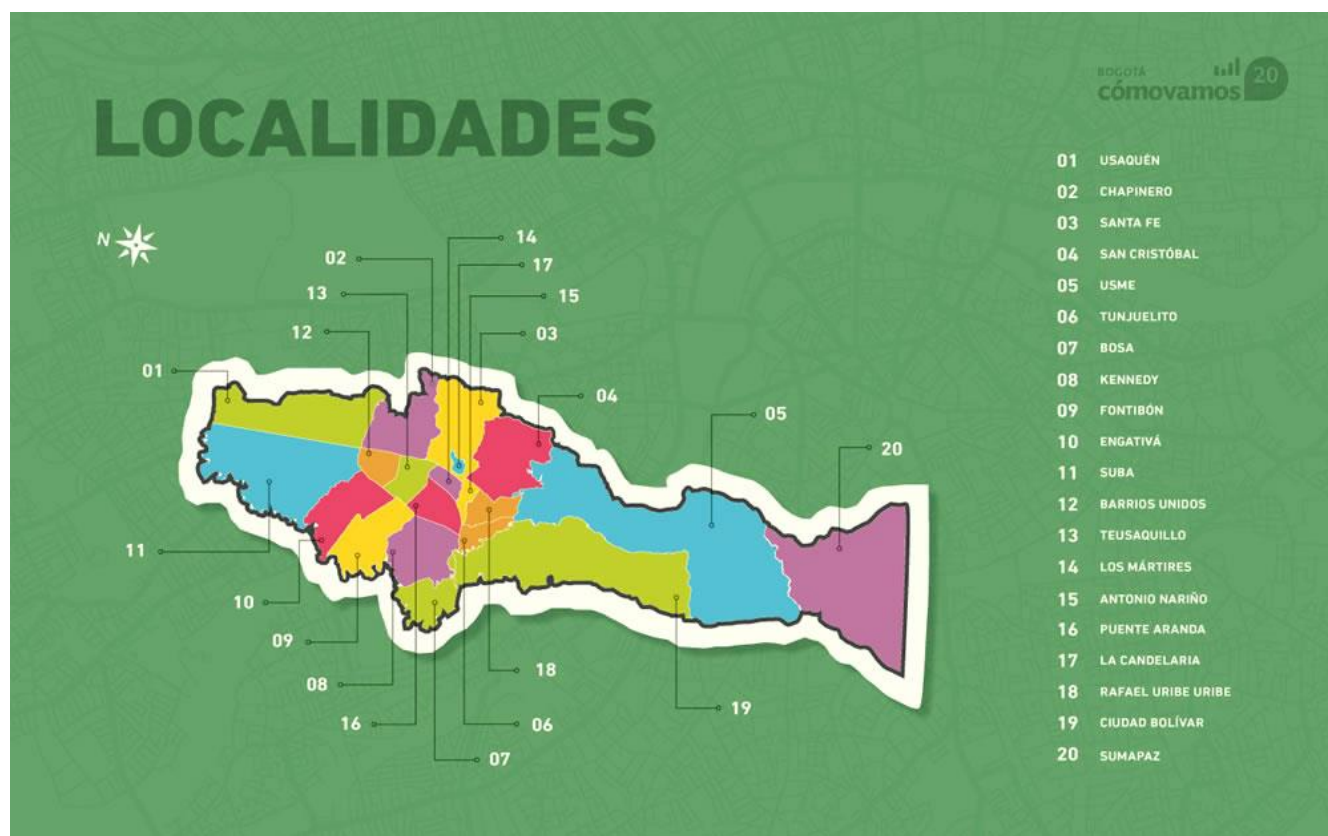 BOGOTÁ
cómovamos 20
LOCALIDADES
01 USAQUÉN
02 CHAPINERO
03 SANTA FE
04 SAN CRISTÓBAL
05 USME
06 TUNJUELITO
07 BOSA
08 KENNEDY
09 FONTIBÓN
10 ENGATIVÁ
11 SUBA
12 BARRIOS UNIDOS
13 TEUSAQUILLO
14 LOS MÁRTIRES
15 ANTONIO NARIÑO
16 PUENTE ARANDA
17 LA CANDELARIA
18 RAFAEL URIBE URIBE
19 CIUDAD BOLÍVAR
20 SUMAPAZ
N
14
02
17
13
15
12
03
01
04
05
20
11
10
09
18
08
19
16
06
07